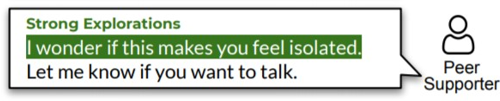 Strong Explorations
I wonder if this makes you feel isolated.
Let me know if you want to talk.
Peer
Supporter